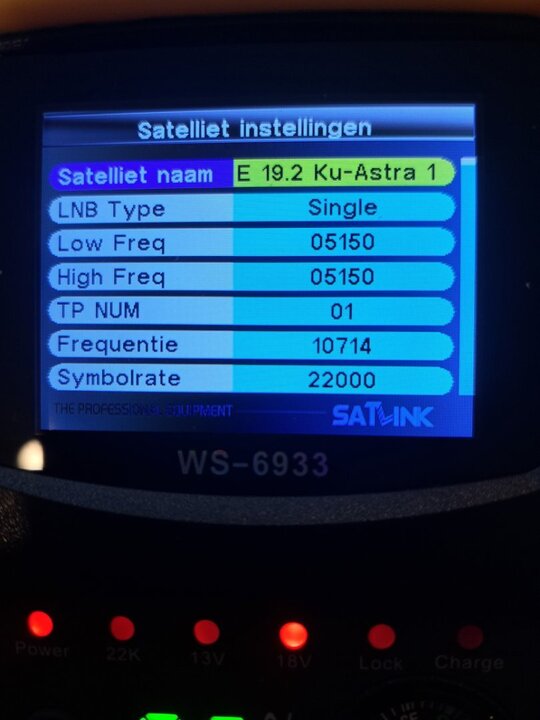 Satelliet instellingen
Satelliet naam E 19.2 Ku-Astra 1
LNB Type Single
Low Freq 05150
High Freq 05150
TP NUM 01
Frequentie 10714
Symbolrate 22000
THE PROFESSIONAL EQUIPMENT SATLINK
WS-6933
Power 22K 13V 18V Lock Charge